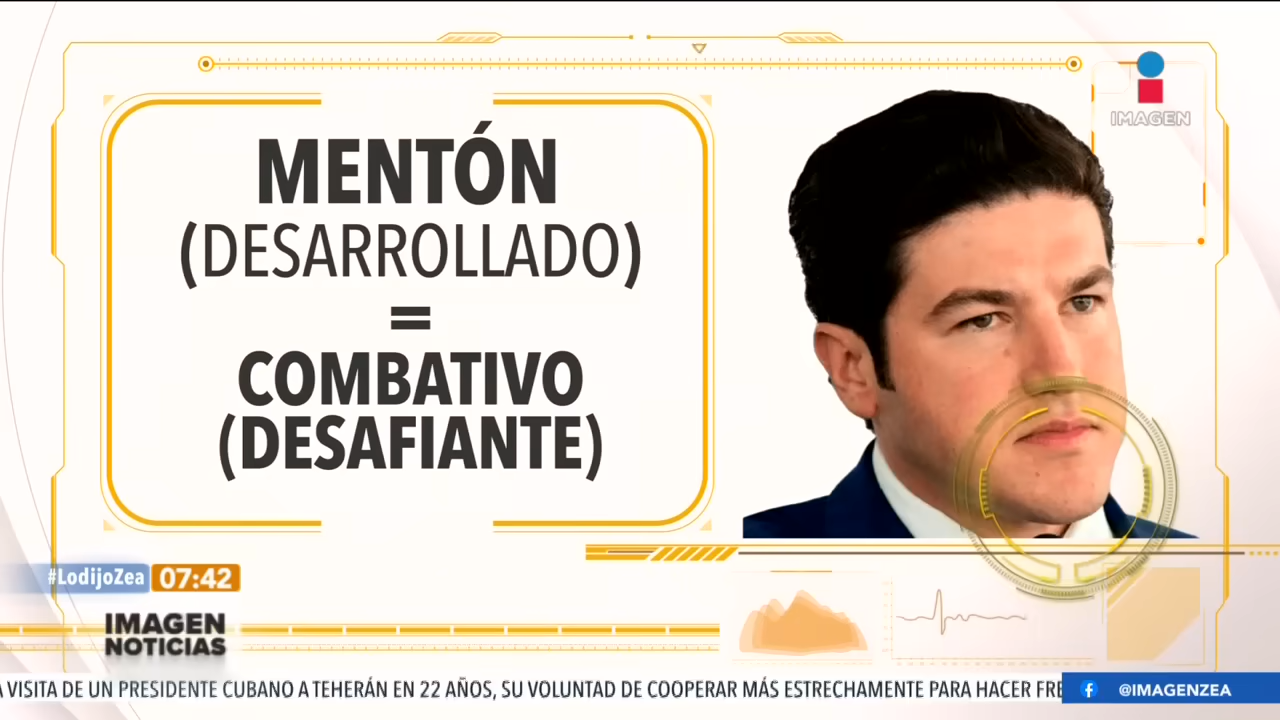 IMAGEN
MENTÓN
(DESARROLLADO)
=
COMBATIVO
(DESAFIANTE)
#LodijoZea 07:42
IMAGEN
NOTICIAS
A VISITA DE UN PRESIDENTE CUBANO A TEHERÁN EN 22 AÑOS, SU VOLUNTAD DE COOPERAR MÁS ESTRECHAMENTE PARA HACER FRE
@IMAGENZEA